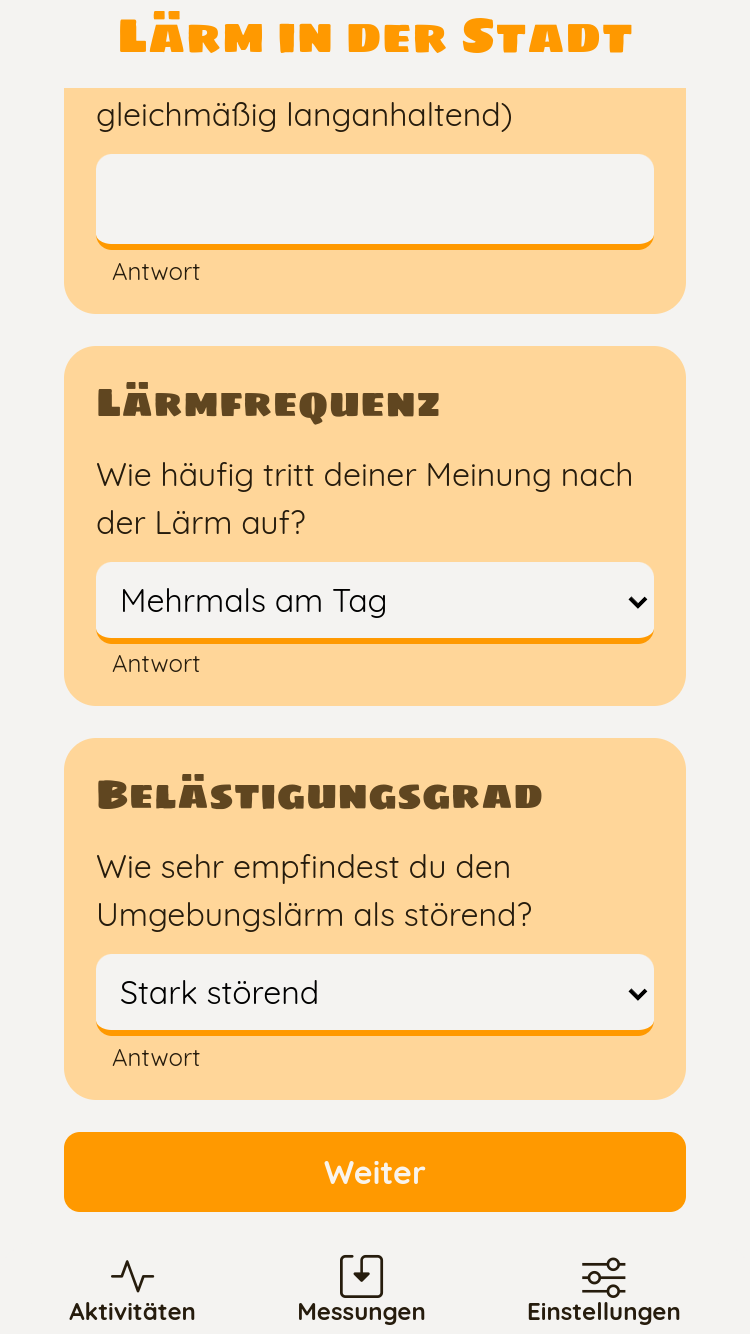 Lärm in der Stadt
gleichmäßig langanhaltend)
Antwort
Lärmfrequenz
Wie häufig tritt deiner Meinung nach
der Lärm auf?
Mehrmals am Tag
Antwort
Belästigungsgrad
Wie sehr empfindest du den
Umgebungslärm als störend?
Stark störend
Antwort
Weiter
Aktivitäten Messungen Einstellungen